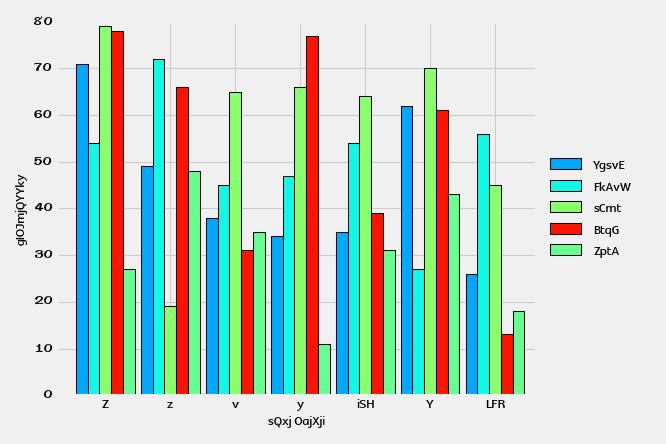 80
70
60
50
40
30
20
10
0
glOJmjQYYky
Z z v y iSH Y LFR
sQxj OajXji
YgsvE
FkAvW
sCmt
BtqG
ZptA